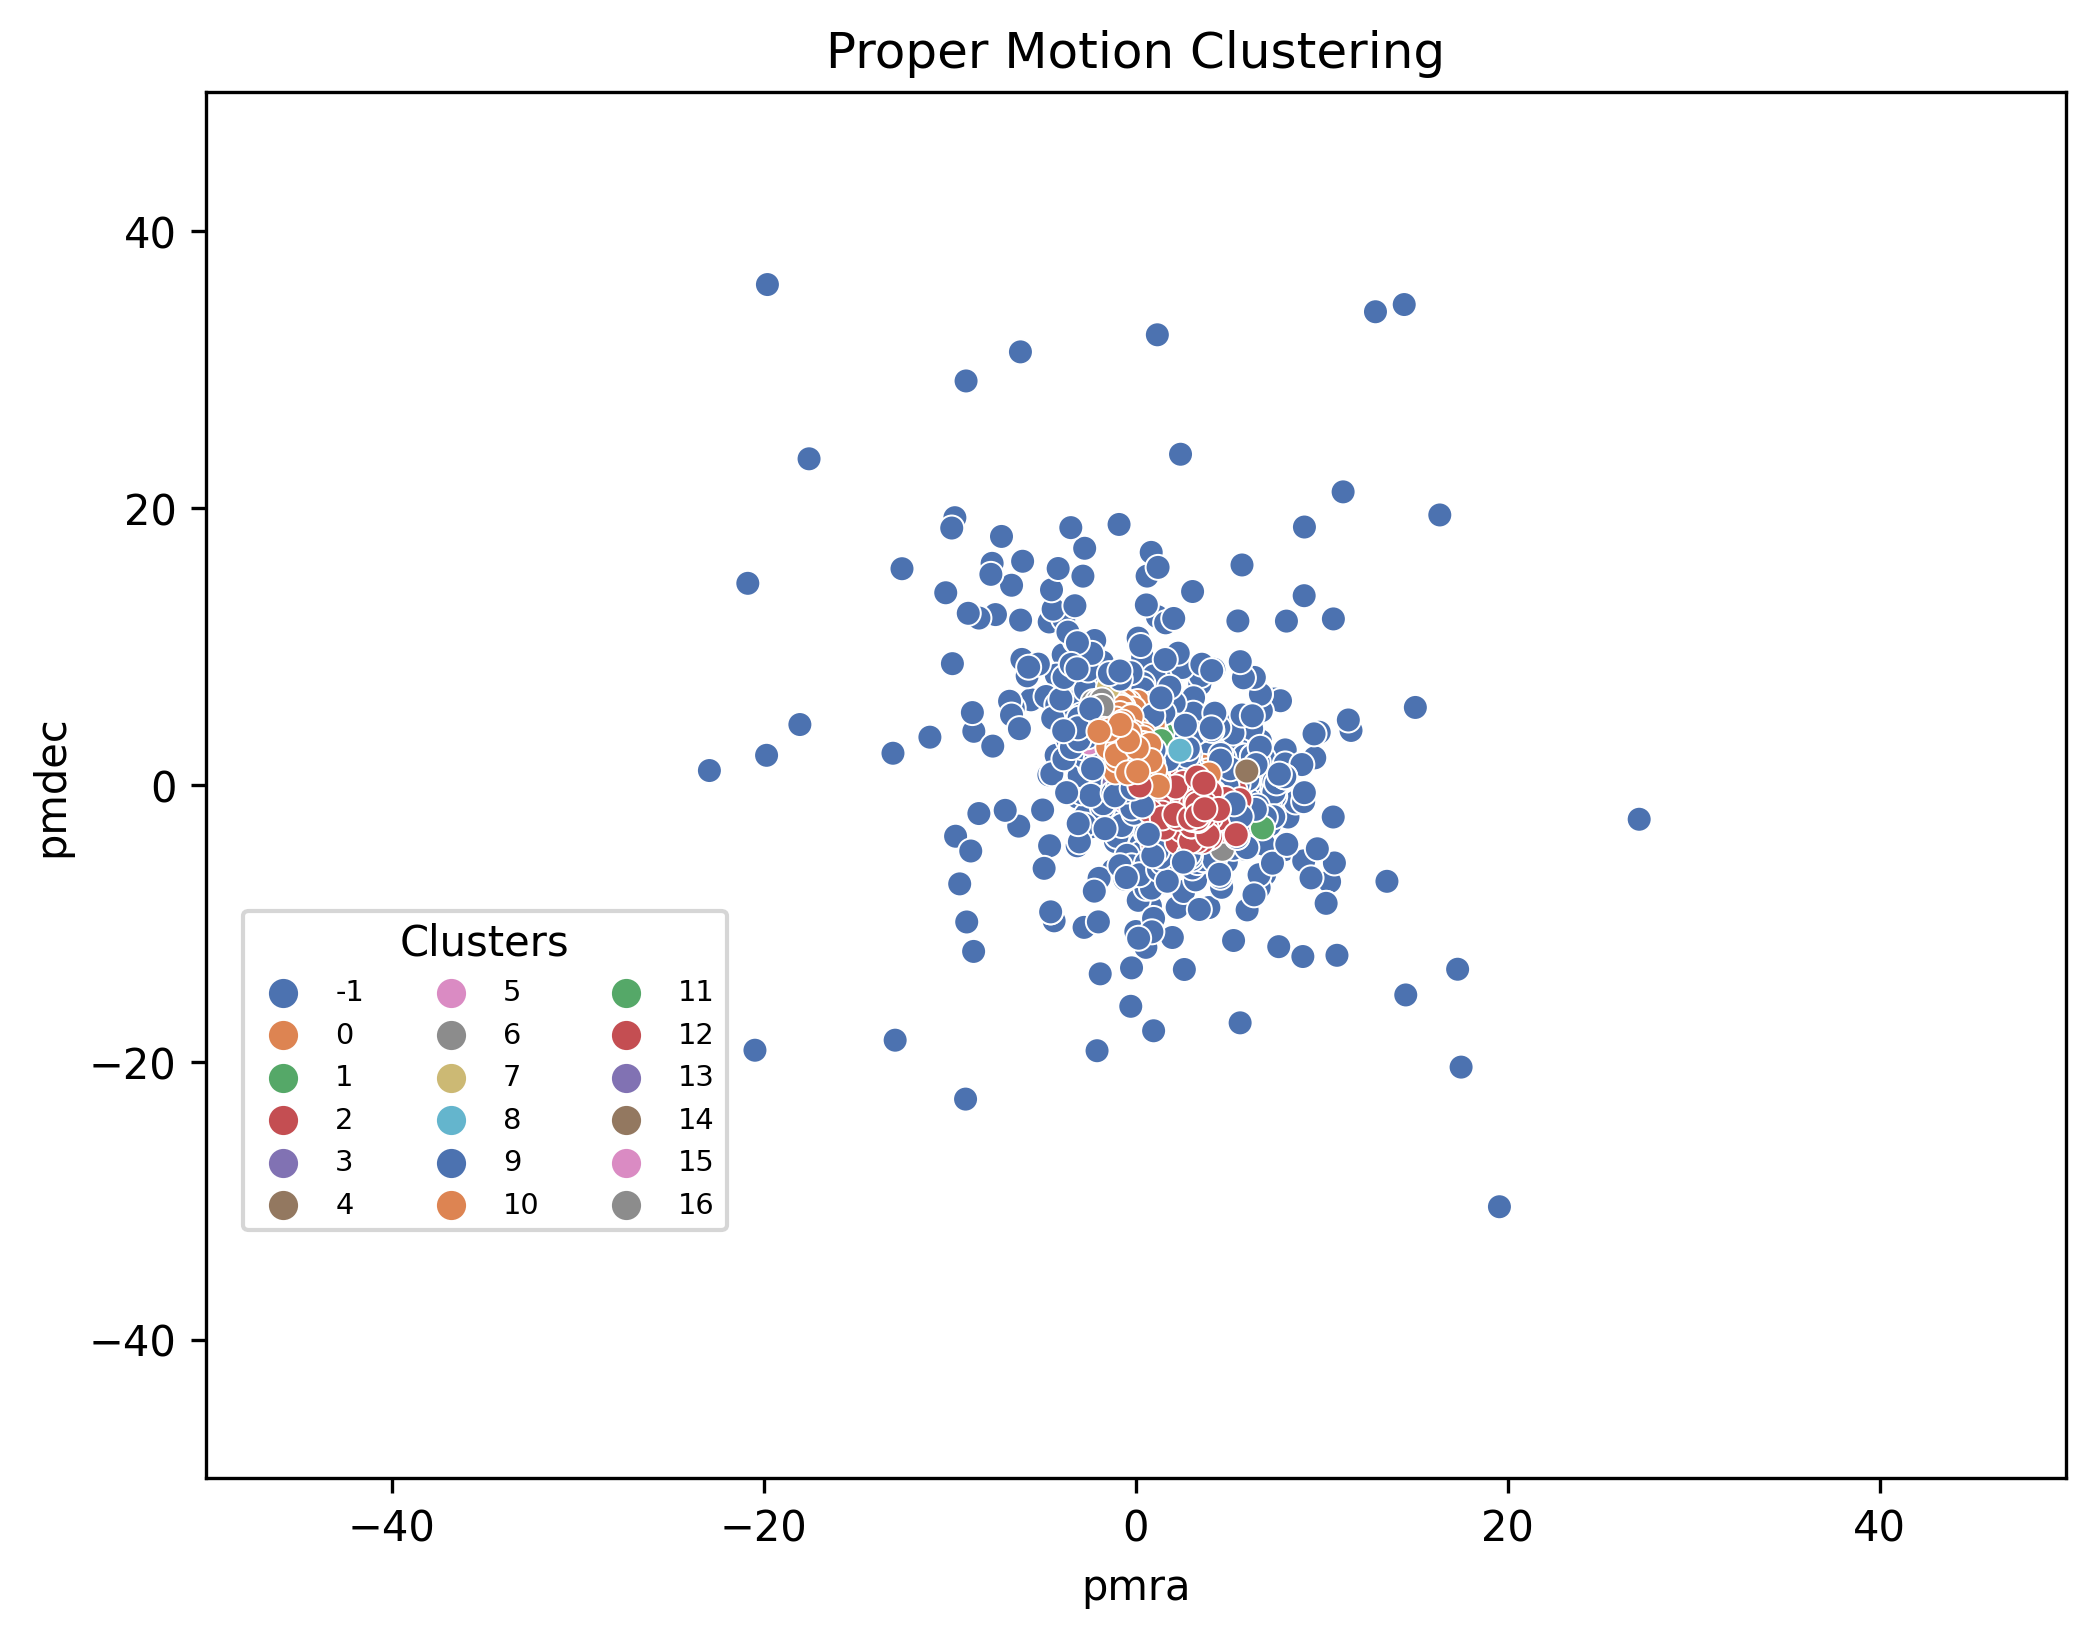 Proper Motion Clustering
40
20
0
−20
−40
pmdec
Clusters
-1 5 11
0 6 12
1 7 13
2 8 14
3 9 15
4 10 16
−40 −20 0 20 40
pmra